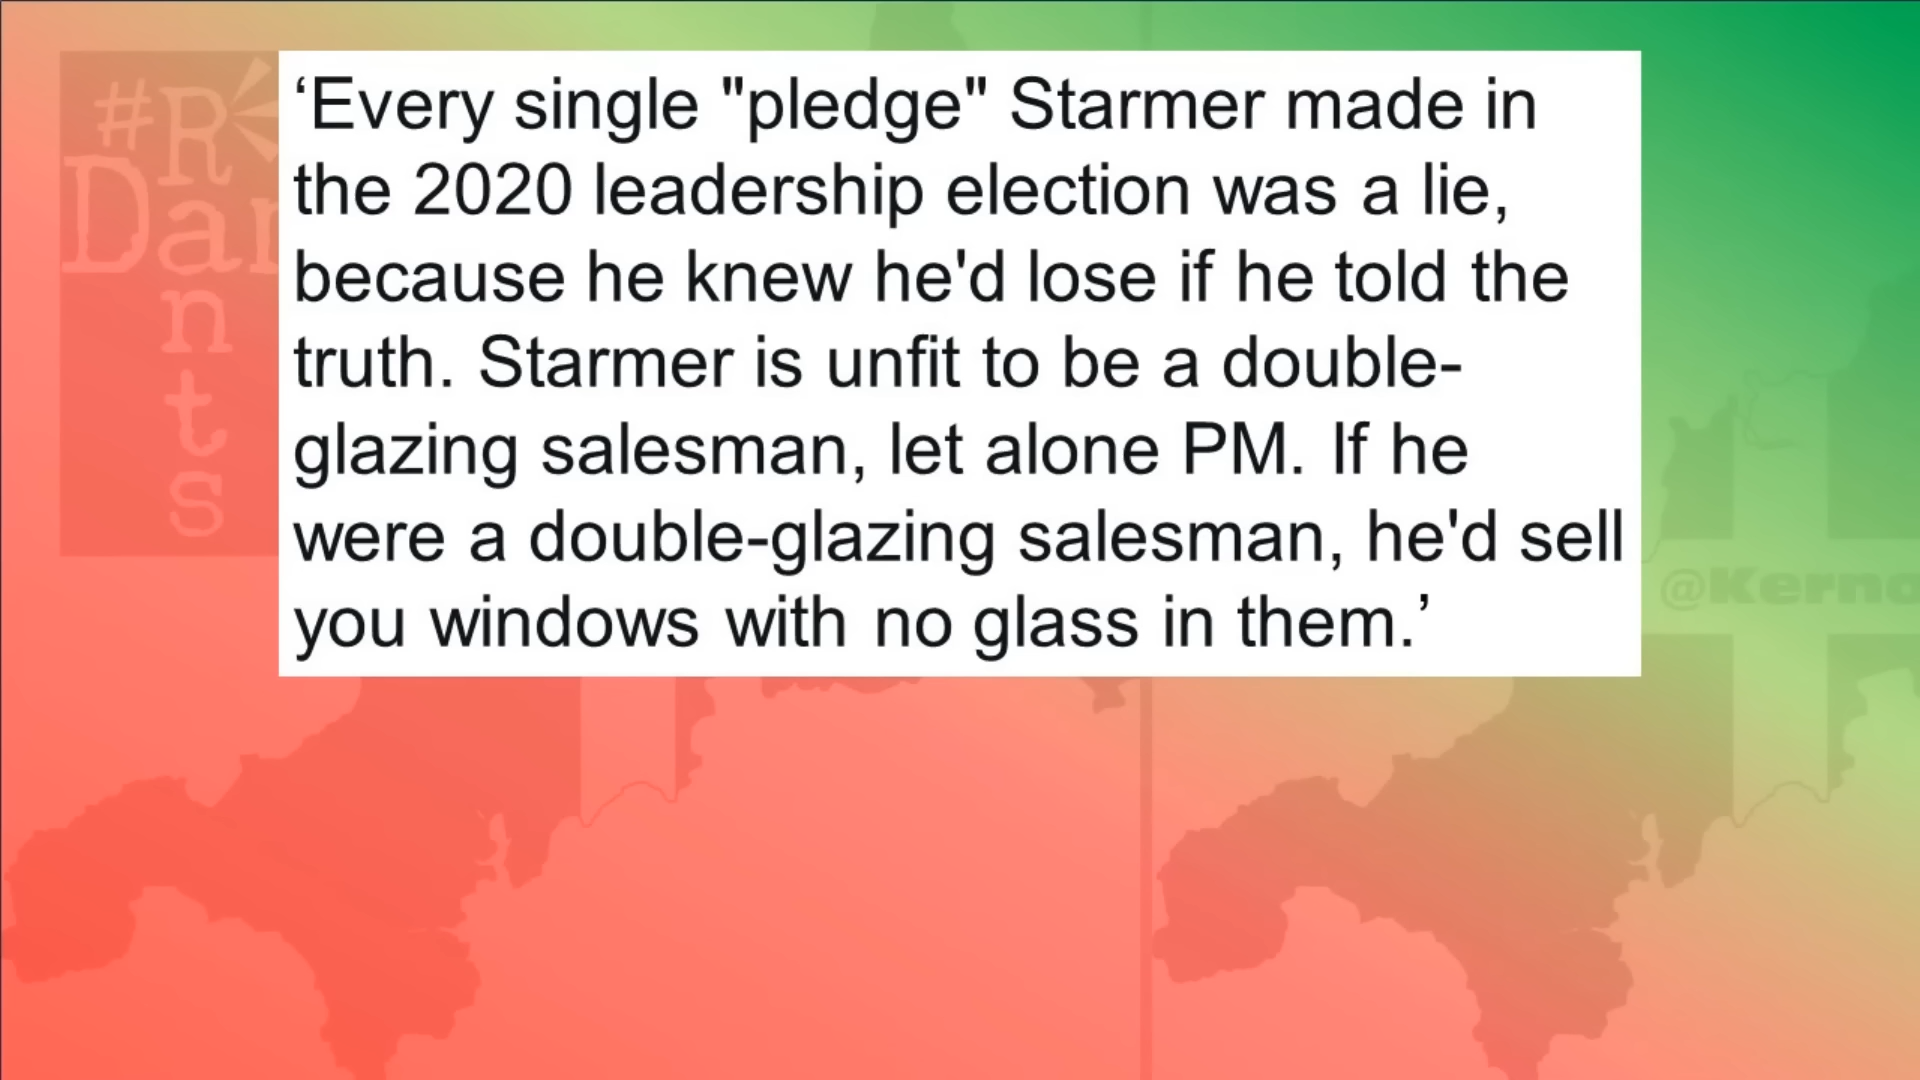 ‘Every single "pledge" Starmer made in
the 2020 leadership election was a lie,
because he knew he'd lose if he told the
truth. Starmer is unfit to be a double-
glazing salesman, let alone PM. If he
were a double-glazing salesman, he'd sell
you windows with no glass in them.’
#R
Dar
n
t
s
@Kerno